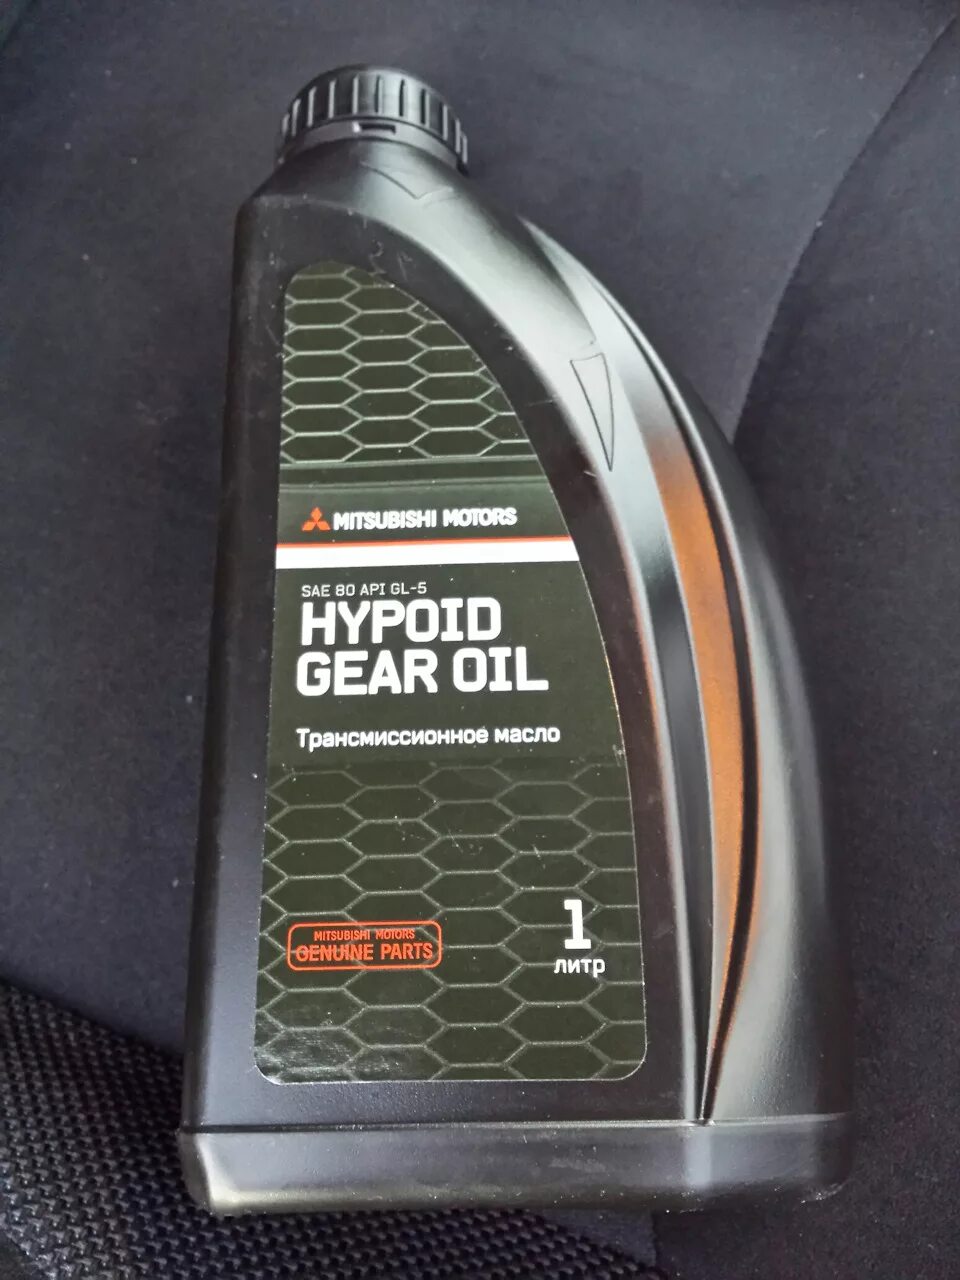 MITSUBISHI MOTORS
SAE 80 API GL-5
HYPOID
GEAR OIL
Трансмиссионное масло
MITSUBISHI MOTORS
GENUINE PARTS
1
литр